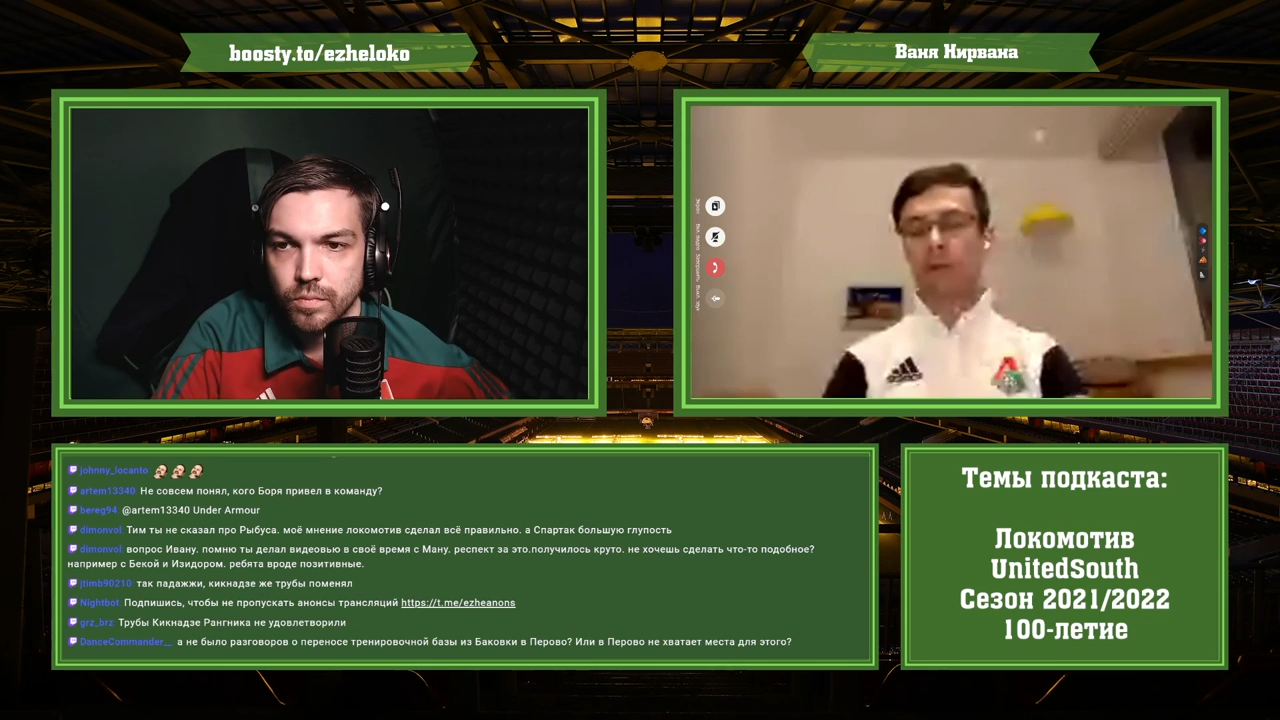 boosty.to/ezheloko
Ваня Нирвана
johnny_locanto
artem13340: Не совсем понял, кого Боря привел в команду?
bereg94: @artem13340 Under Armour
dimonvol: Тим ты не сказал про Рыбуса. моё мнение локомотив сделал всё правильно. а Спартак большую глупость
dimonvol: вопрос Ивану. помню ты делал видеовью в своё время с Ману. респект за это.получилось круто. не хочешь сделать что-то подобное?
например с Бекой и Изидором. ребята вроде позитивные.
jtimb90210: так падажжи, кикнадзе же трубы поменял
Nightbot: Подпишись, чтобы не пропускать анонсы трансляций https://t.me/ezheanons
grz_brz: Трубы Кикнадзе Рангника не удовлетворили
DanceCommander__: а не было разговоров о переносе тренировочной базы из Баковки в Перово? Или в Перово не хватает места для этого?
Темы подкаста:
Локомотив
UnitedSouth
Сезон 2021/2022
100-летие